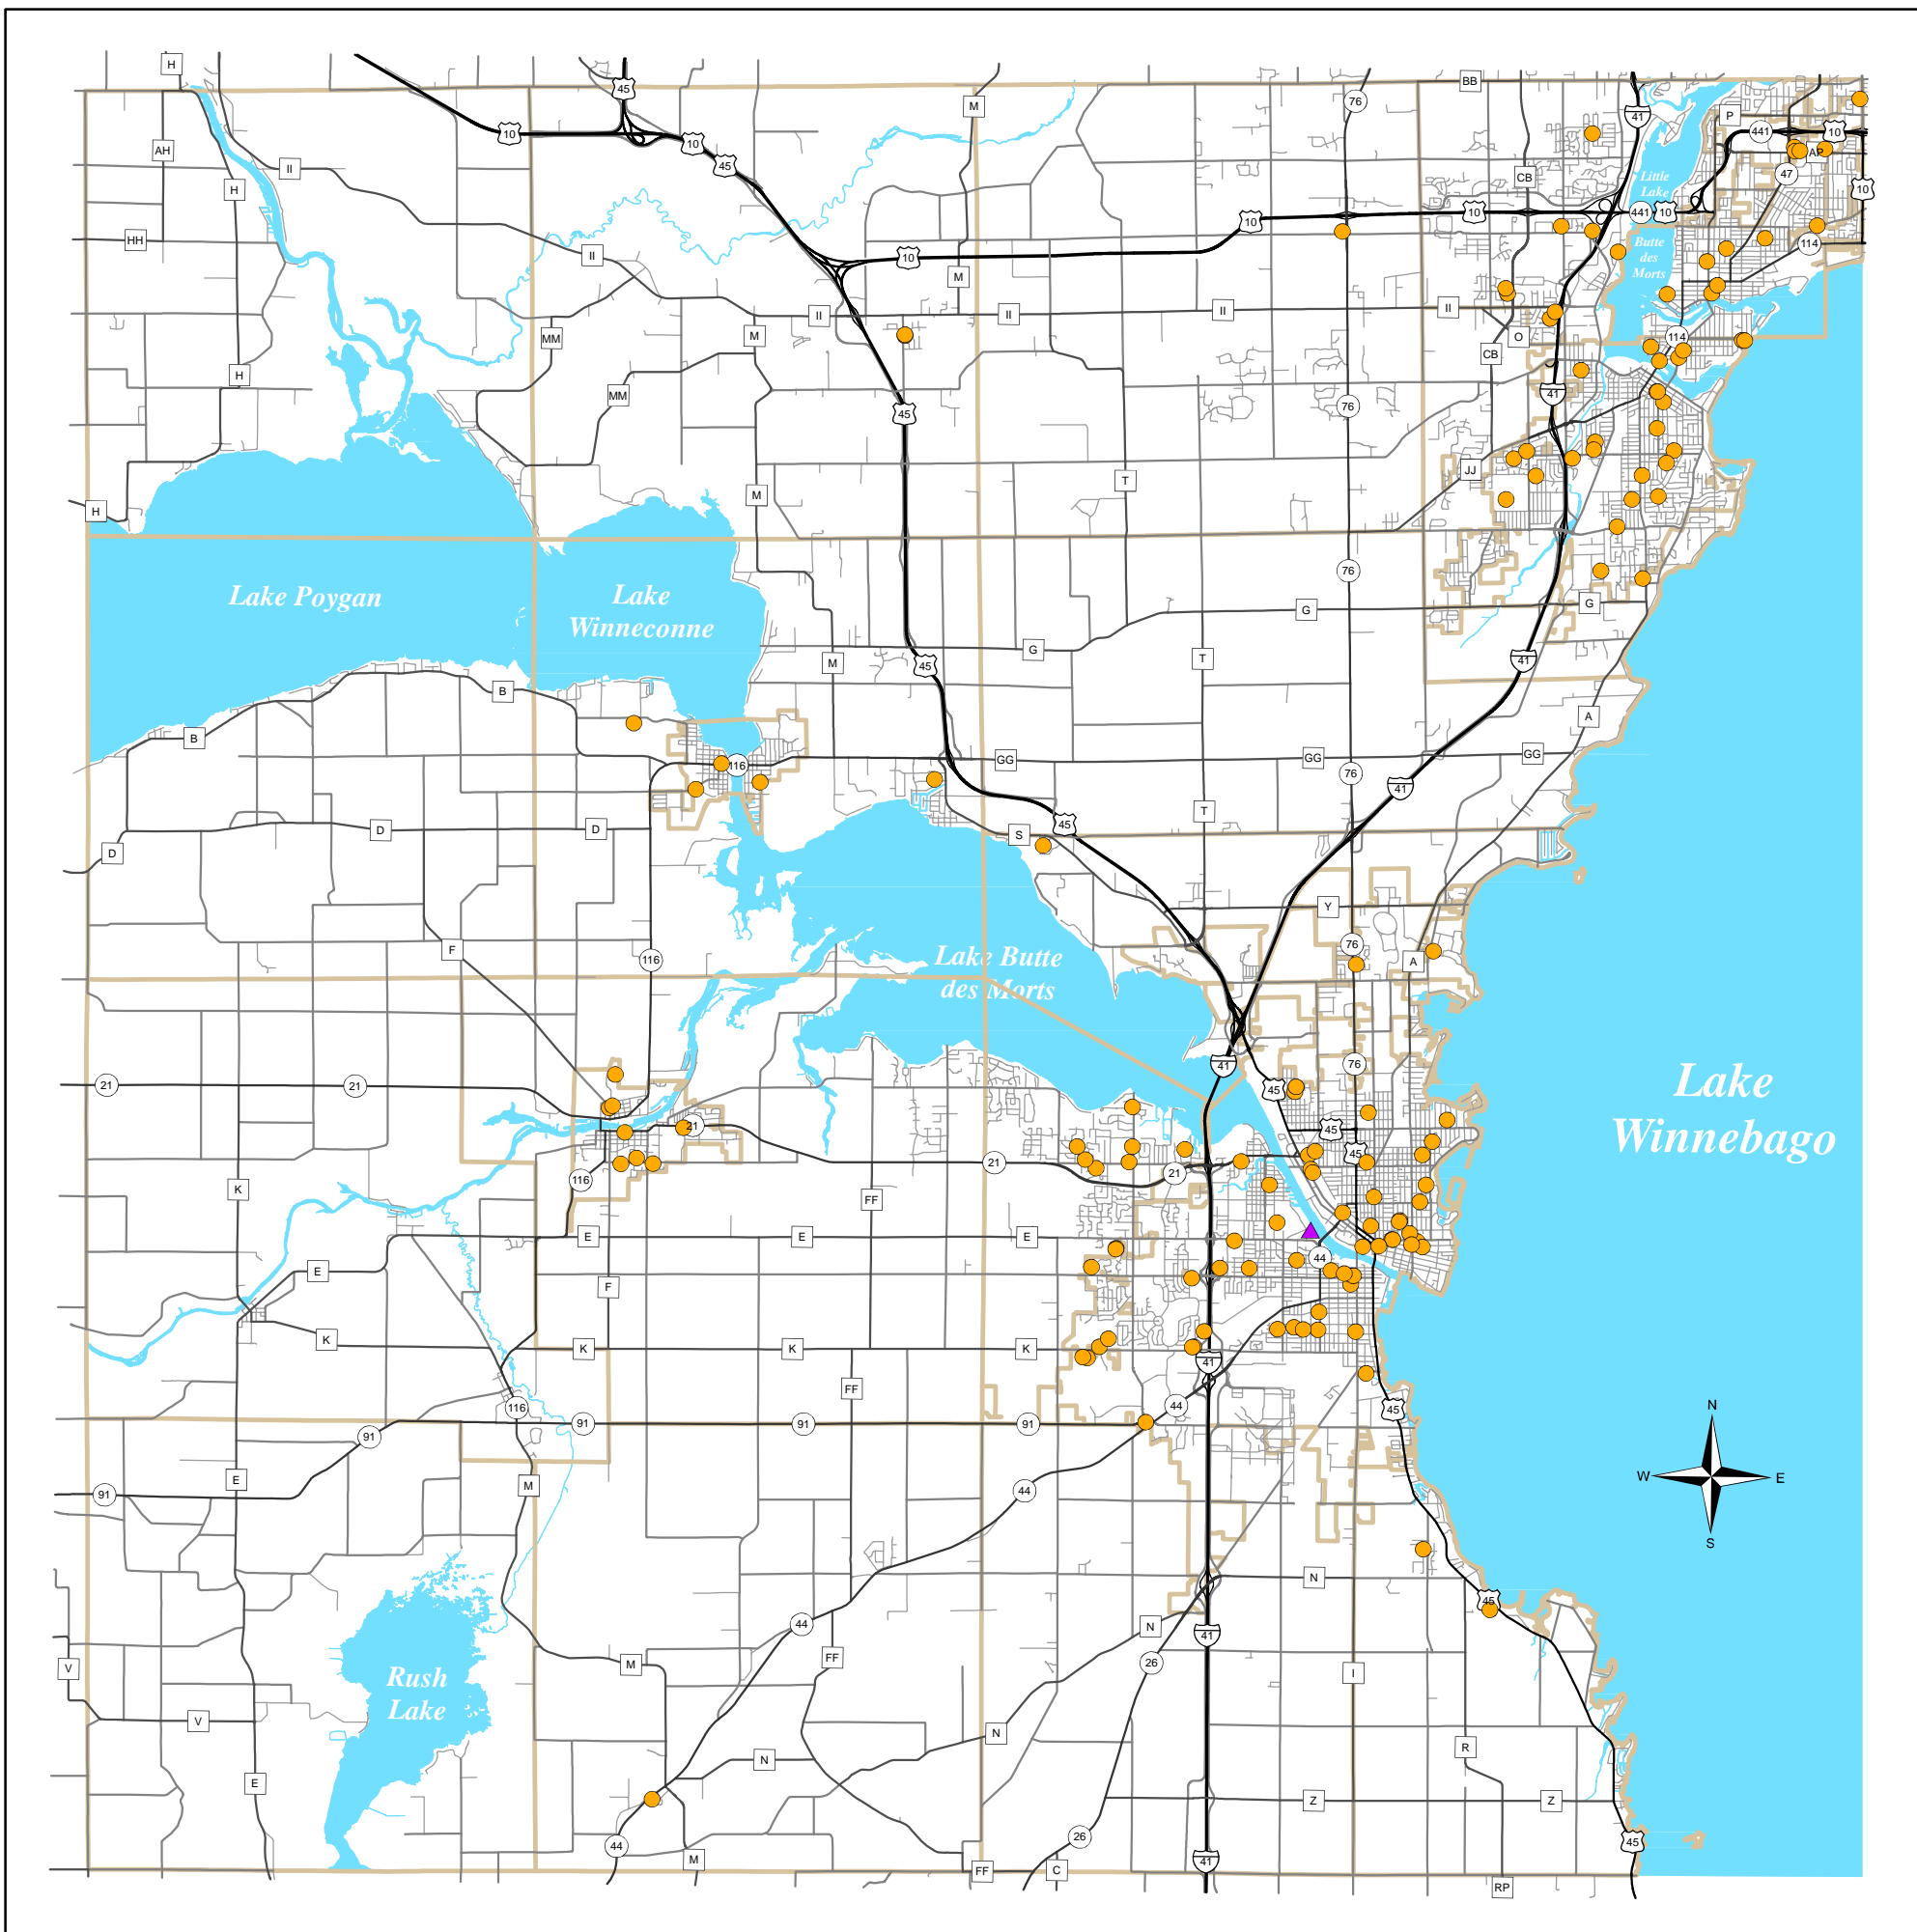 H
45
M
76
BB
41
P
441
10
10
10
AH
45
II
H
CB
AP
47
Little
Lake
10
HH
II
10
M
10
10
441
10
Butte
des
Morts
114
II
II
II
II
MM
M
O
114
CB
H
MM
45
76
41
M
T
JJ
H
76
Lake Poygan
Lake
Winneconne
G
G
G
M
45
T
41
B
A
B
116
GG
GG
GG
76
41
D
D
D
S
45
T
Y
F
116
76
A
Lake Butte
des Morts
21
21
41
76
45
Lake
Winnebago
45
21
45
21
21
116
K
FF
E
E
E
44
E
F
K
K
K
K
41
FF
116
44
45
N
91
91
91
91
W
E
S
E
91
M
44
N
45
44
N
41
V
M
FF
26
I
Rush
Lake
V
N
N
R
E
Z
Z
44
26
45
M
FF
C
41
RP